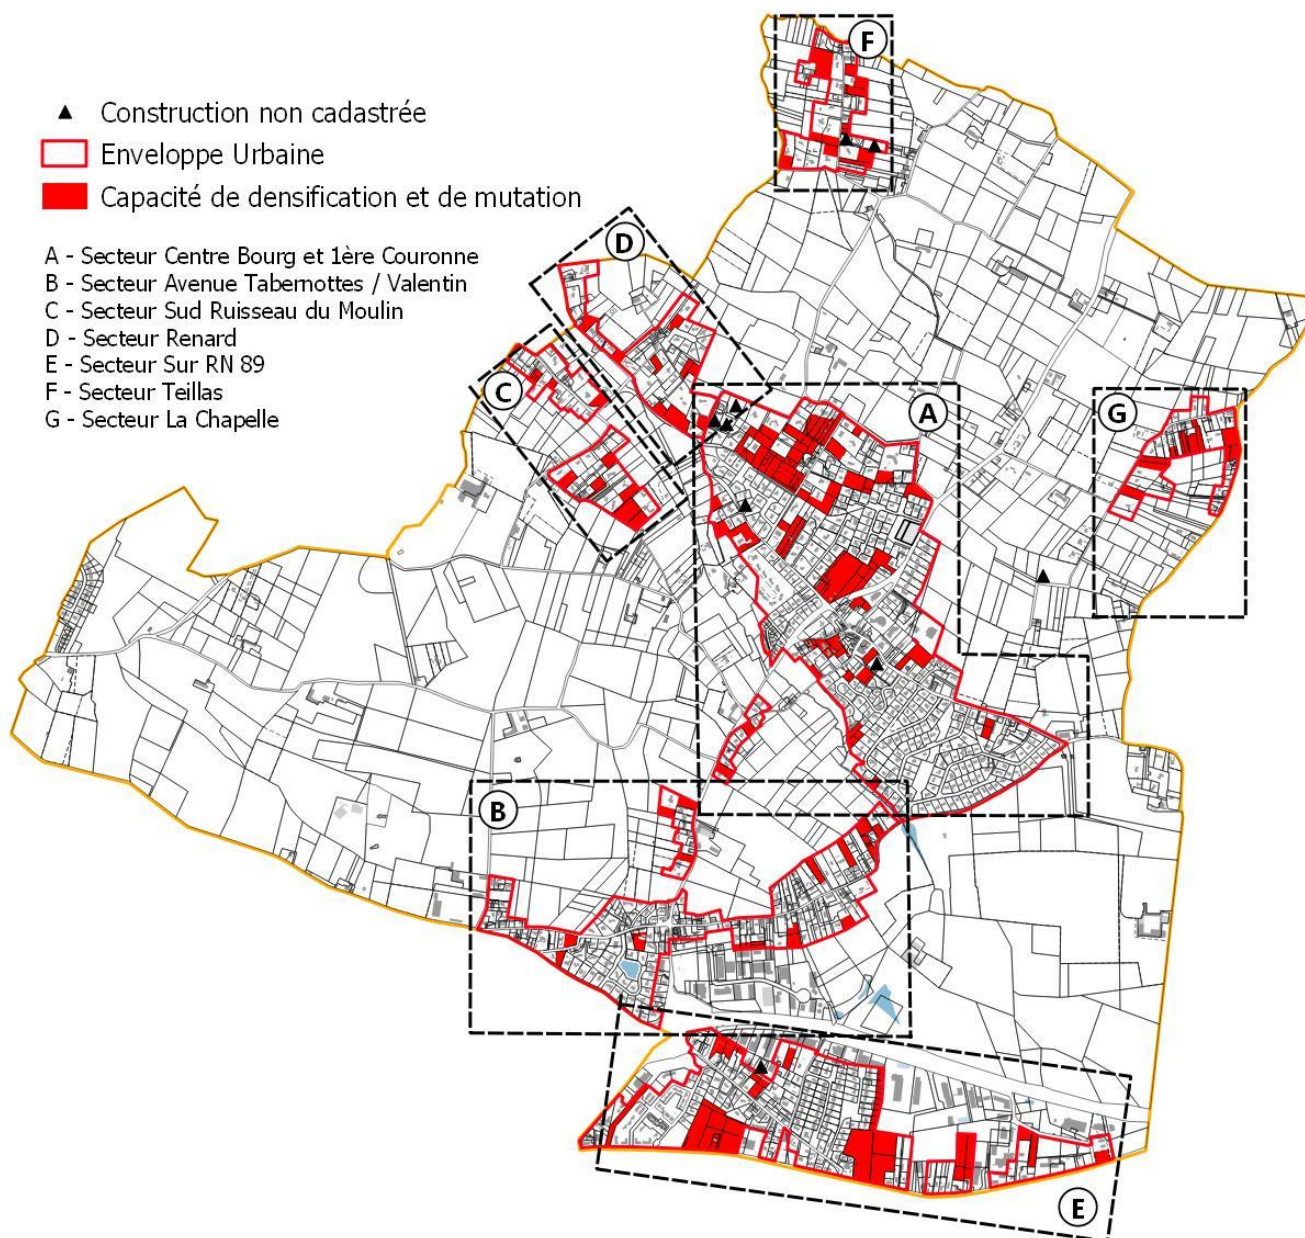 Construction non cadastrée
Enveloppe Urbaine
Capacité de densification et de mutation
A - Secteur Centre Bourg et 1ère Couronne
B - Secteur Avenue Tabernottes / Valentin
C - Secteur Sud Ruisseau du Moulin
D - Secteur Renard
E - Secteur Sur RN 89
F - Secteur Teillas
G - Secteur La Chapelle
F
D
C
A
G
B
E